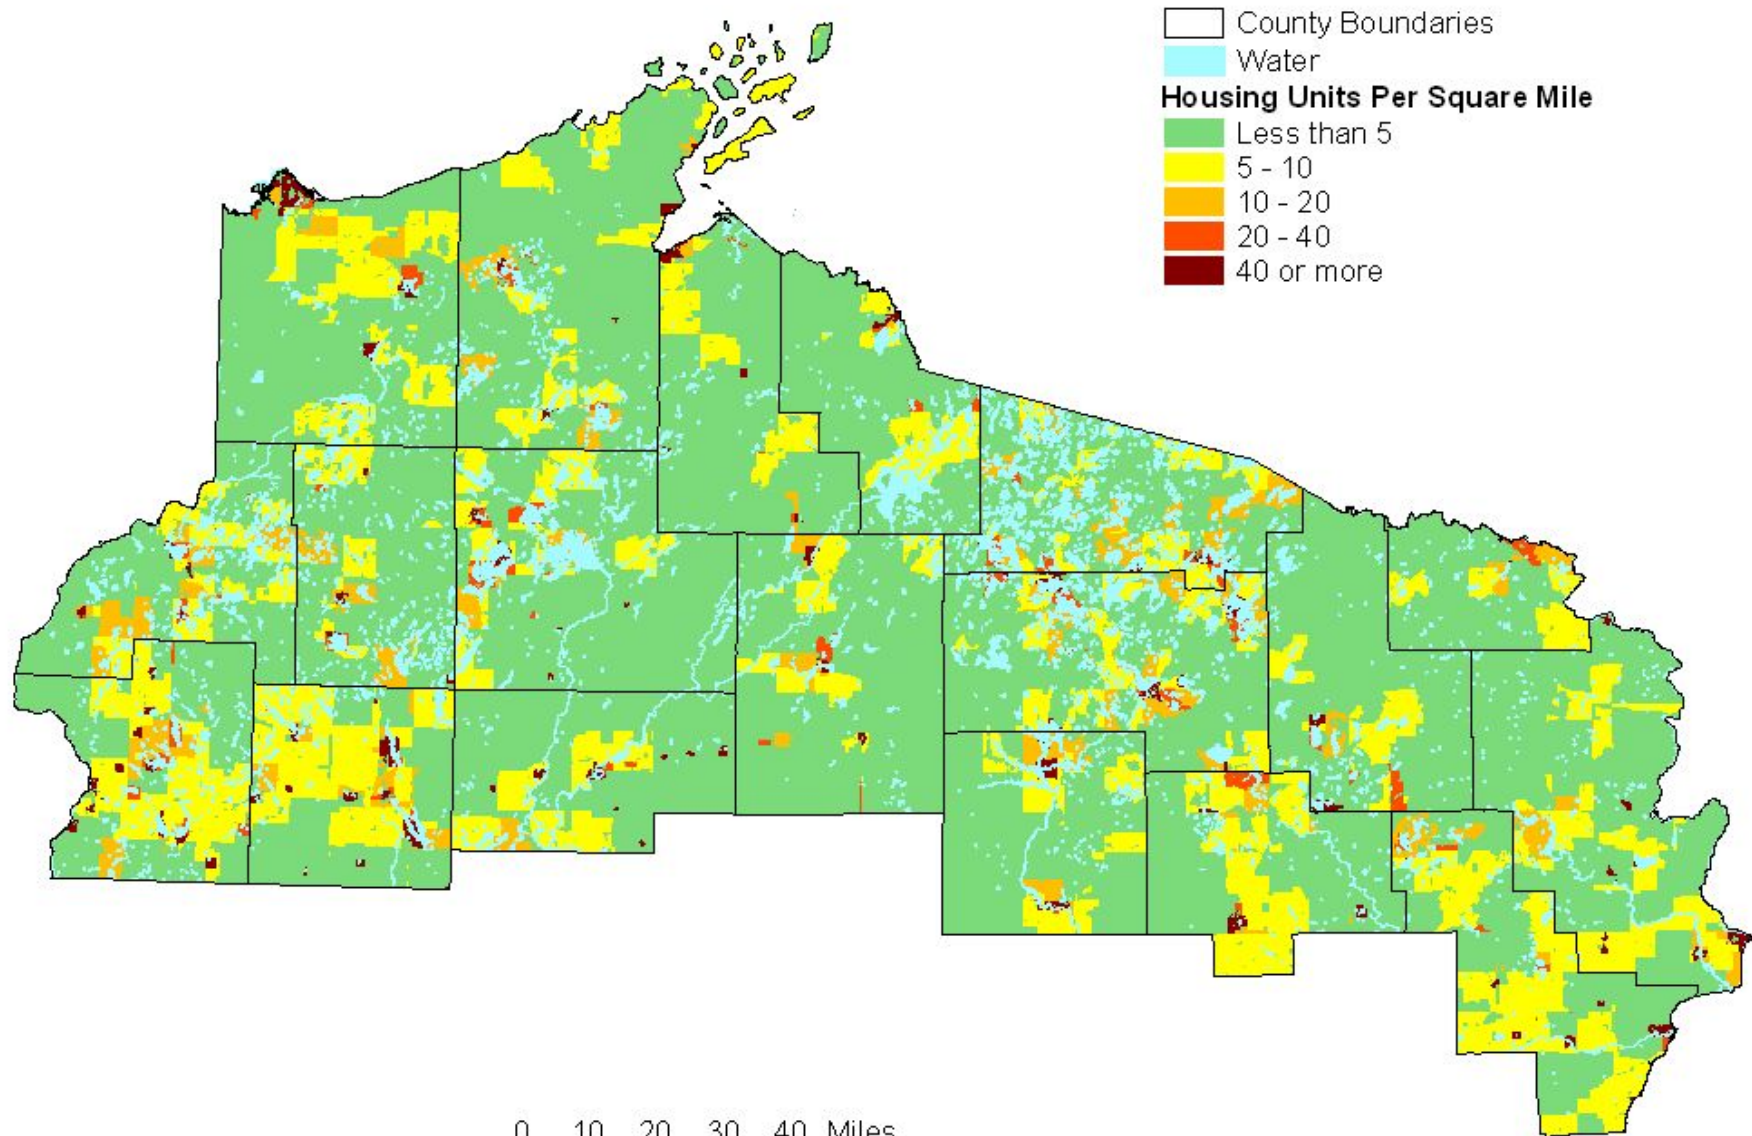 County Boundaries
Water
Housing Units Per Square Mile
Less than 5
5 - 10
10 - 20
20 - 40
40 or more
0 10 20 30 40 Miles